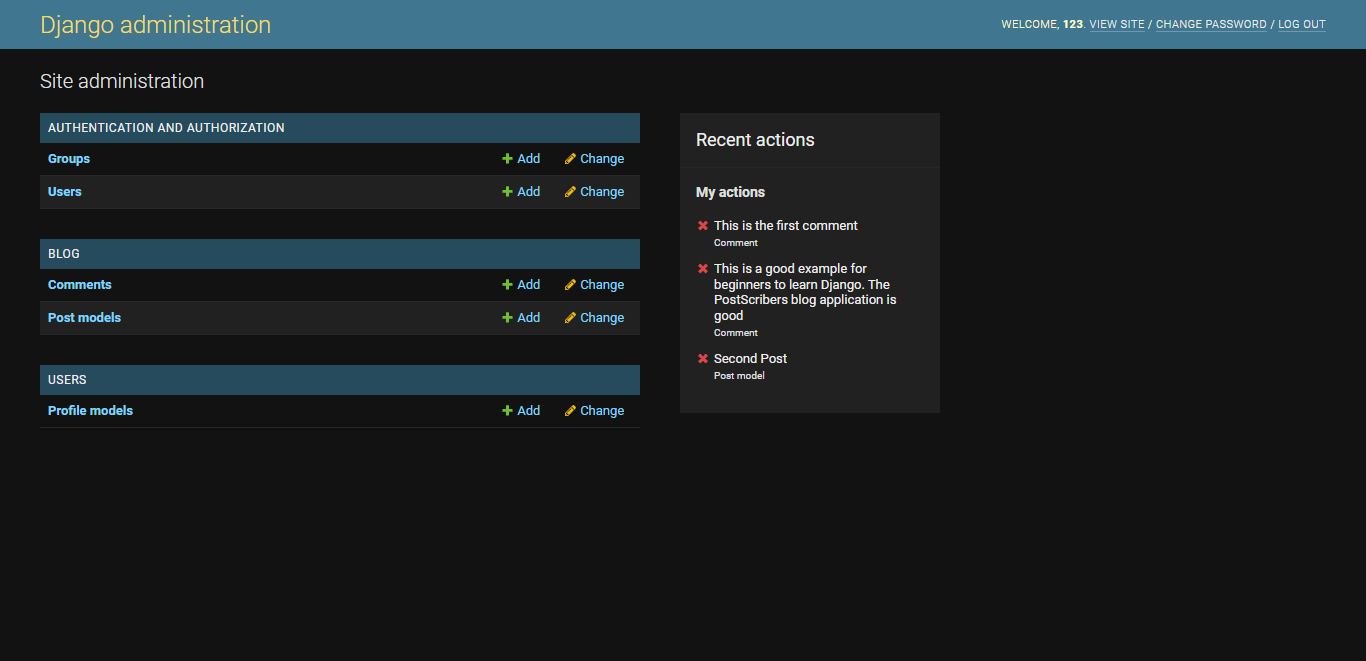 Django administration
WELCOME, 123. VIEW SITE / CHANGE PASSWORD / LOG OUT
Site administration
AUTHENTICATION AND AUTHORIZATION
Groups Add Change
Users Add Change
BLOG
Comments Add Change
Post models Add Change
USERS
Profile models Add Change
Recent actions
My actions
This is the first comment
Comment
This is a good example for
beginners to learn Django. The
PostScribers blog application is
good
Comment
Second Post
Post model